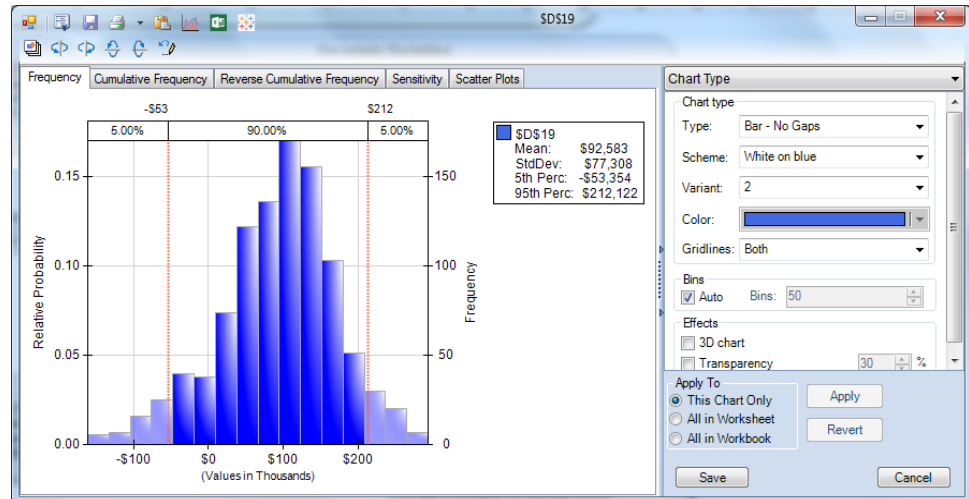 $D$19
Frequency Cumulative Frequency Reverse Cumulative Frequency Sensitivity Scatter Plots
-$53 $212
5.00% 90.00% 5.00%
$D$19
Mean: $92,583
StdDev: $77,308
5th Perc: -$53,354
95th Perc: $212,122
0.15 150
0.10 100
0.05 50
0.00 0
Relative Probability
Frequency
-$100 $0 $100 $200
(Values in Thousands)
Chart Type
Chart type
Type: Bar - No Gaps
Scheme: White on blue
Variant: 2
Color:
Gridlines: Both
Bins
Auto Bins: 50
Effects
3D chart
Transparency 30 %
Apply To
This Chart Only
All in Worksheet
All in Workbook
Apply
Revert
Save Cancel